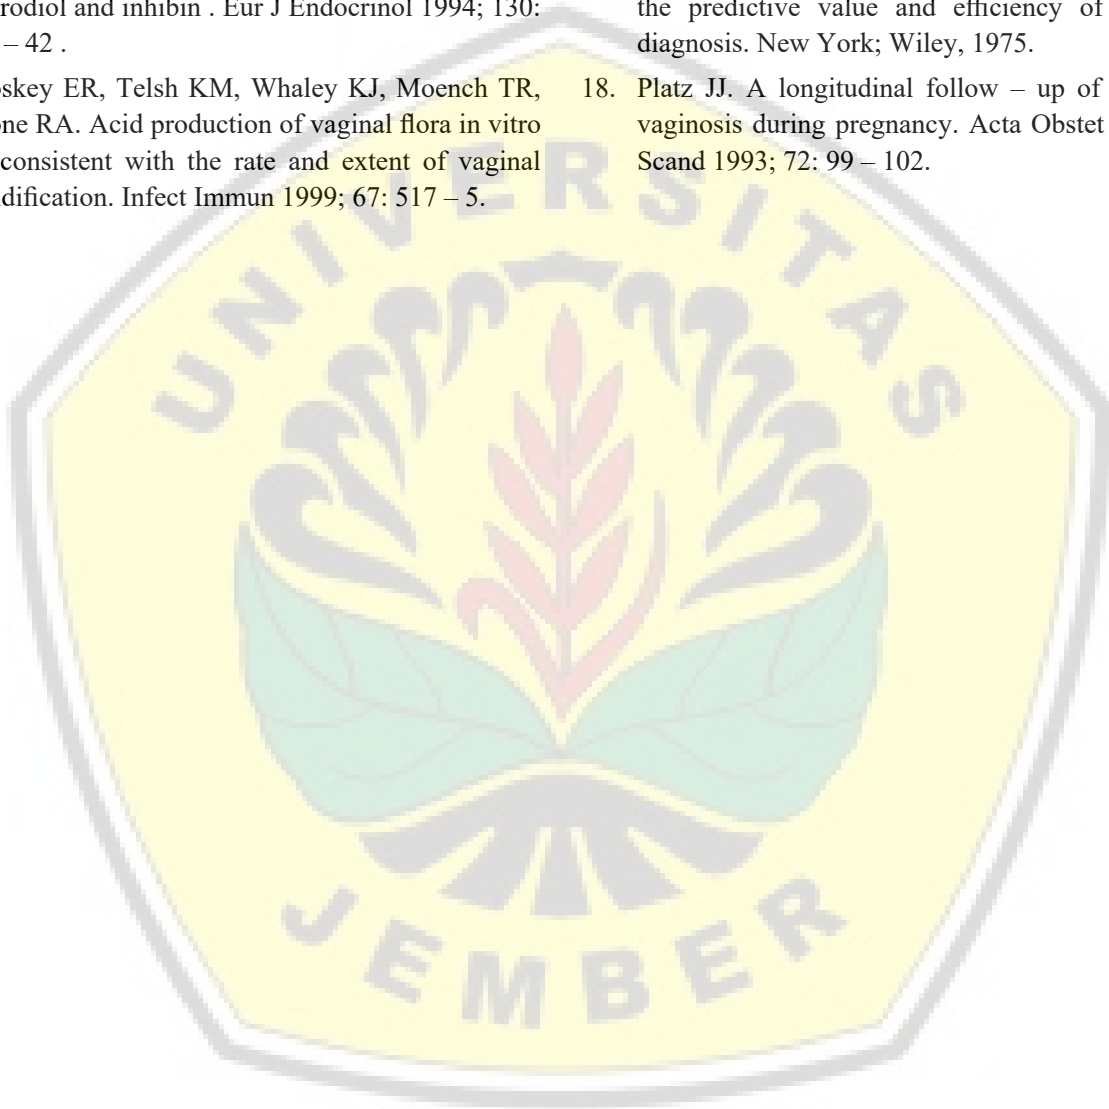 rodiol and inhibin . Eur J Endocrinol 1994; 130:
– 42 .
skey ER, Telsh KM, Whaley KJ, Moench TR,
ne RA. Acid production of vaginal flora in vitro
consistent with the rate and extent of vaginal
dification. Infect Immun 1999; 67: 517 – 5.
the predictive value and efficiency of
diagnosis. New York; Wiley, 1975.
18. Platz JJ. A longitudinal follow – up of
vaginosis during pregnancy. Acta Obstet
Scand 1993; 72: 99 – 102.
UNIVERSITAS
JEMBER